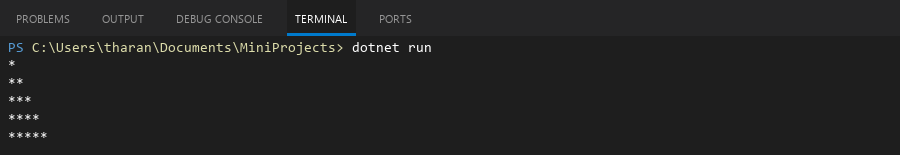 PROBLEMS OUTPUT DEBUG CONSOLE TERMINAL PORTS
PS C:\Users\tharan\Documents\MiniProjects> dotnet run
*
**
***
****
*****